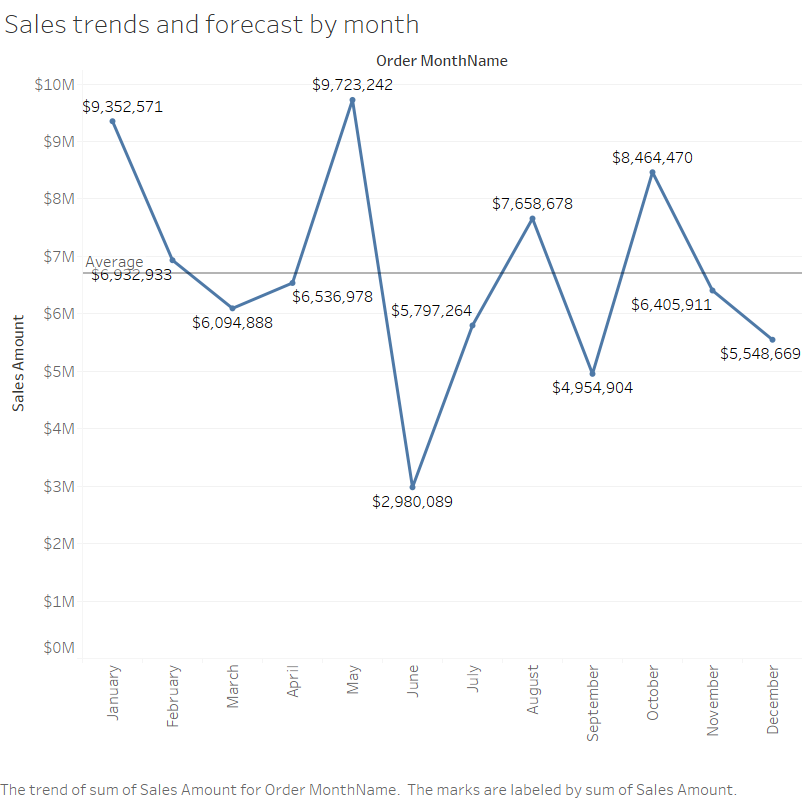 Sales trends and forecast by month
Order MonthName
$10M
$9,723,242
$9,352,571
$9M
$8,464,470
$8M
$7,658,678
$7M
Average
$6,932,933
$6,536,978
$6,405,911
$5,797,264
$6M
$6,094,888
$5,548,669
$5M
$4,954,904
$4M
$3M
$2,980,089
$2M
$1M
$0M
Sales Amount
January
February
March
April
May
June
July
August
September
October
November
December
The trend of sum of Sales Amount for Order MonthName. The marks are labeled by sum of Sales Amount.